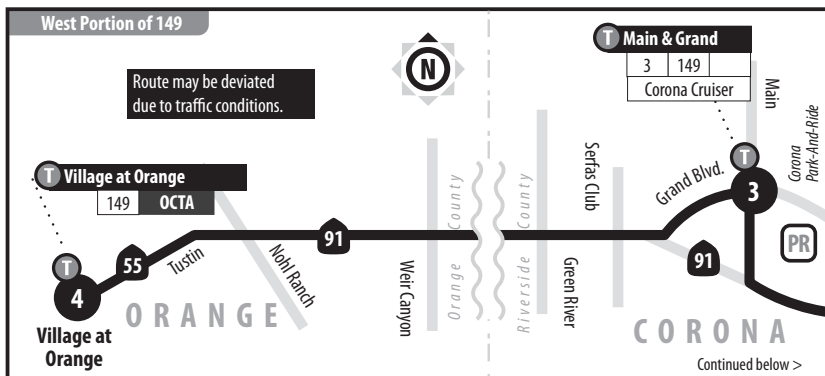 West Portion of 149
Route may be deviated
due to traffic conditions.
N
T Main & Grand
3 149
Corona Cruiser
Main
Corona
Park-And-Ride
T Village at Orange
149 OCTA
T
4
Village at
Orange
55
Tustin
Nohl Ranch
91
ORANGE
Weir Canyon
Orange County
Riverside County
Green River
Serfas Club
Grand Blvd.
T
3
PR
91
CORONA
Continued below >